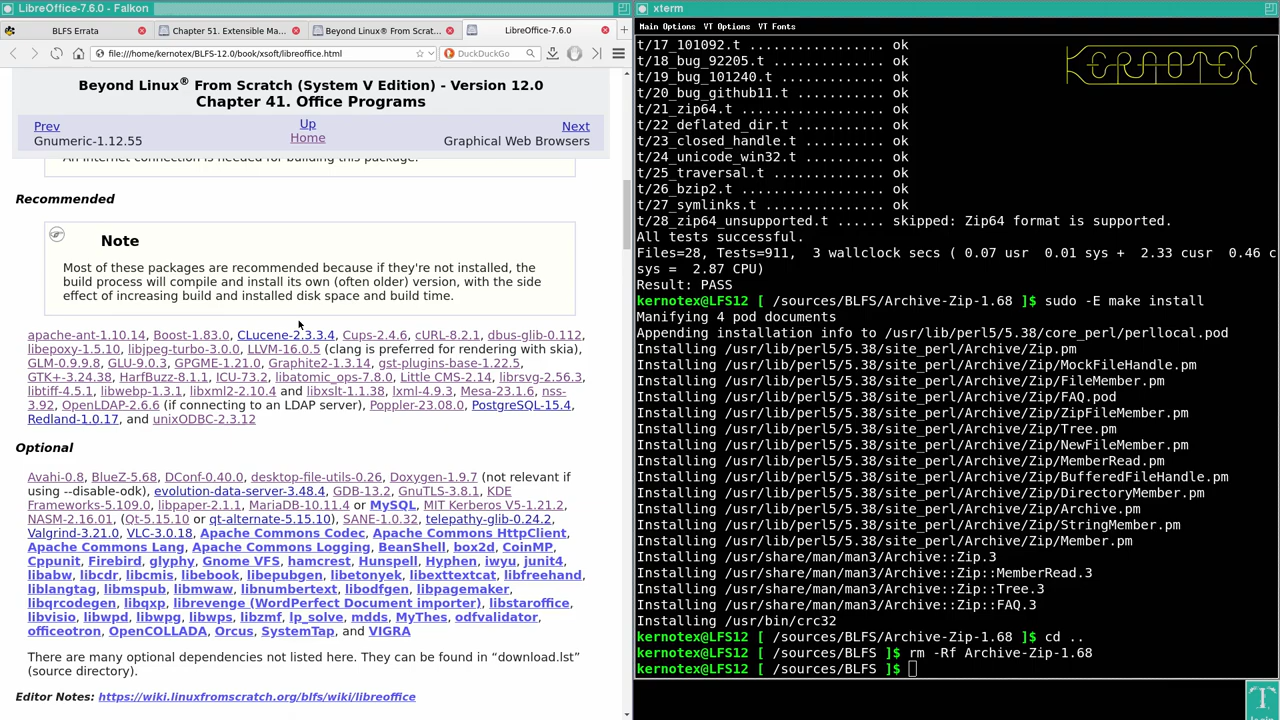 LibreOffice-7.6.0 - Falkon
BLFS Errata
Chapter 51. Extensible Ma...
Beyond Linux® From Scrat...
LibreOffice-7.6.0
file:///home/kernotex/BLFS-12.0/book/xsoft/libreoffice.html
DuckDuckGo
Beyond Linux® From Scratch (System V Edition) - Version 12.0
Chapter 41. Office Programs
Prev
Up
Next
Gnumeric-1.12.55
Home
Graphical Web Browsers
An Internet connection is needed for building this package.
Recommended
Note
Most of these packages are recommended because if they're not installed, the
build process will compile and install its own (often older) version, with the side
effect of increasing build and installed disk space and build time.
apache-ant-1.10.14, Boost-1.83.0, CLucene-2.3.3.4, Cups-2.4.6, cURL-8.2.1, dbus-glib-0.112,
libepoxy-1.5.10, libjpeg-turbo-3.0.0, LLVM-16.0.5 (clang is preferred for rendering with skia),
GLM-0.9.9.8, GLU-9.0.3, GPGME-1.21.0, Graphite2-1.3.14, gst-plugins-base-1.22.5,
GTK+-3.24.38, HarfBuzz-8.1.1, ICU-73.2, libatomic_ops-7.8.0, Little CMS-2.14, librsvg-2.56.3,
libtiff-4.5.1, libwebp-1.3.1, libxml2-2.10.4 and libxslt-1.1.38, lxml-4.9.3, Mesa-23.1.6, nss-
3.92, OpenLDAP-2.6.6 (if connecting to an LDAP server), Poppler-23.08.0, PostgreSQL-15.4,
Redland-1.0.17, and unixODBC-2.3.12
Optional
Avahi-0.8, BlueZ-5.68, DConf-0.40.0, desktop-file-utils-0.26, Doxygen-1.9.7 (not relevant if
using --disable-odk), evolution-data-server-3.48.4, GDB-13.2, GnuTLS-3.8.1, KDE
Frameworks-5.109.0, libpaper-2.1.1, MariaDB-10.11.4 or MySQL, MIT Kerberos V5-1.21.2,
NASM-2.16.01, (Qt-5.15.10 or qt-alternate-5.15.10), SANE-1.0.32, telepathy-glib-0.24.2,
Valgrind-3.21.0, VLC-3.0.18, Apache Commons Codec, Apache Commons HttpClient,
Apache Commons Lang, Apache Commons Logging, BeanShell, box2d, CoinMP,
Cppunit, Firebird, glyphy, Gnome VFS, hamcrest, Hunspell, Hyphen, iwyu, junit4,
libabw, libcdr, libcmis, libebook, libepubgen, libetonyek, libexttextcat, libfreehand,
liblangtag, libmspub, libmwaw, libnumbertext, libodfgen, libpagemaker,
libqrcodegen, libqxp, librevenge (WordPerfect Document importer), libstaroffice,
libvisio, libwpd, libwpg, libwps, libzmf, lp_solve, mdds, MyThes, odfvalidator,
officeotron, OpenCOLLADA, Orcus, SystemTap, and VIGRA
There are many optional dependencies not listed here. They can be found in “download.lst”
(source directory).
Editor Notes: https://wiki.linuxfromscratch.org/blfs/wiki/libreoffice
xterm
Main Options VT Options VT Fonts
KERNOTEX
t/17_101092.t .............. ok
t/18_bug_92205.t ........... ok
t/19_bug_101240.t .......... ok
t/20_bug_github11.t ........ ok
t/21_zip64.t ............... ok
t/22_deflated_dir.t ........ ok
t/23_closed_handle.t ....... ok
t/24_unicode_win32.t ....... ok
t/25_traversal.t ........... ok
t/26_bzip2.t ............... ok
t/27_symlinks.t ............ ok
t/28_zip64_unsupported.t ...... skipped: Zip64 format is supported.
All tests successful.
Files=28, Tests=911,  3 wallclock secs ( 0.07 usr  0.01 sys +  2.33 cusr  0.46 c
sys =  2.87 CPU)
Result: PASS
kernotex@LFS12 [ /sources/BLFS/Archive-Zip-1.68 ]$ sudo -E make install
Manifying 4 pod documents
Appending installation info to /usr/lib/perl5/5.38/core_perl/perllocal.pod
Installing /usr/lib/perl5/5.38/site_perl/Archive/Zip.pm
Installing /usr/lib/perl5/5.38/site_perl/Archive/Zip/MockFileHandle.pm
Installing /usr/lib/perl5/5.38/site_perl/Archive/Zip/FileMember.pm
Installing /usr/lib/perl5/5.38/site_perl/Archive/Zip/FAQ.pod
Installing /usr/lib/perl5/5.38/site_perl/Archive/Zip/ZipFileMember.pm
Installing /usr/lib/perl5/5.38/site_perl/Archive/Zip/Tree.pm
Installing /usr/lib/perl5/5.38/site_perl/Archive/Zip/NewFileMember.pm
Installing /usr/lib/perl5/5.38/site_perl/Archive/Zip/MemberRead.pm
Installing /usr/lib/perl5/5.38/site_perl/Archive/Zip/BufferedFileHandle.pm
Installing /usr/lib/perl5/5.38/site_perl/Archive/Zip/DirectoryMember.pm
Installing /usr/lib/perl5/5.38/site_perl/Archive/Zip/Archive.pm
Installing /usr/lib/perl5/5.38/site_perl/Archive/Zip/StringMember.pm
Installing /usr/lib/perl5/5.38/site_perl/Archive/Zip/Member.pm
Installing /usr/share/man/man3/Archive::Zip.3
Installing /usr/share/man/man3/Archive::Zip::MemberRead.3
Installing /usr/share/man/man3/Archive::Zip::Tree.3
Installing /usr/share/man/man3/Archive::Zip::FAQ.3
Installing /usr/bin/crc32
kernotex@LFS12 [ /sources/BLFS/Archive-Zip-1.68 ]$ cd ..
kernotex@LFS12 [ /sources/BLFS ]$ rm -Rf Archive-Zip-1.68
kernotex@LFS12 [ /sources/BLFS ]$